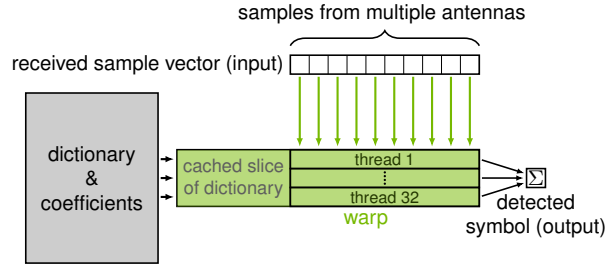 samples from multiple antennas
received sample vector (input)
dictionary
&
coefficients
cached slice
of dictionary
thread 1
thread 32
warp
Σ
detected
symbol (output)